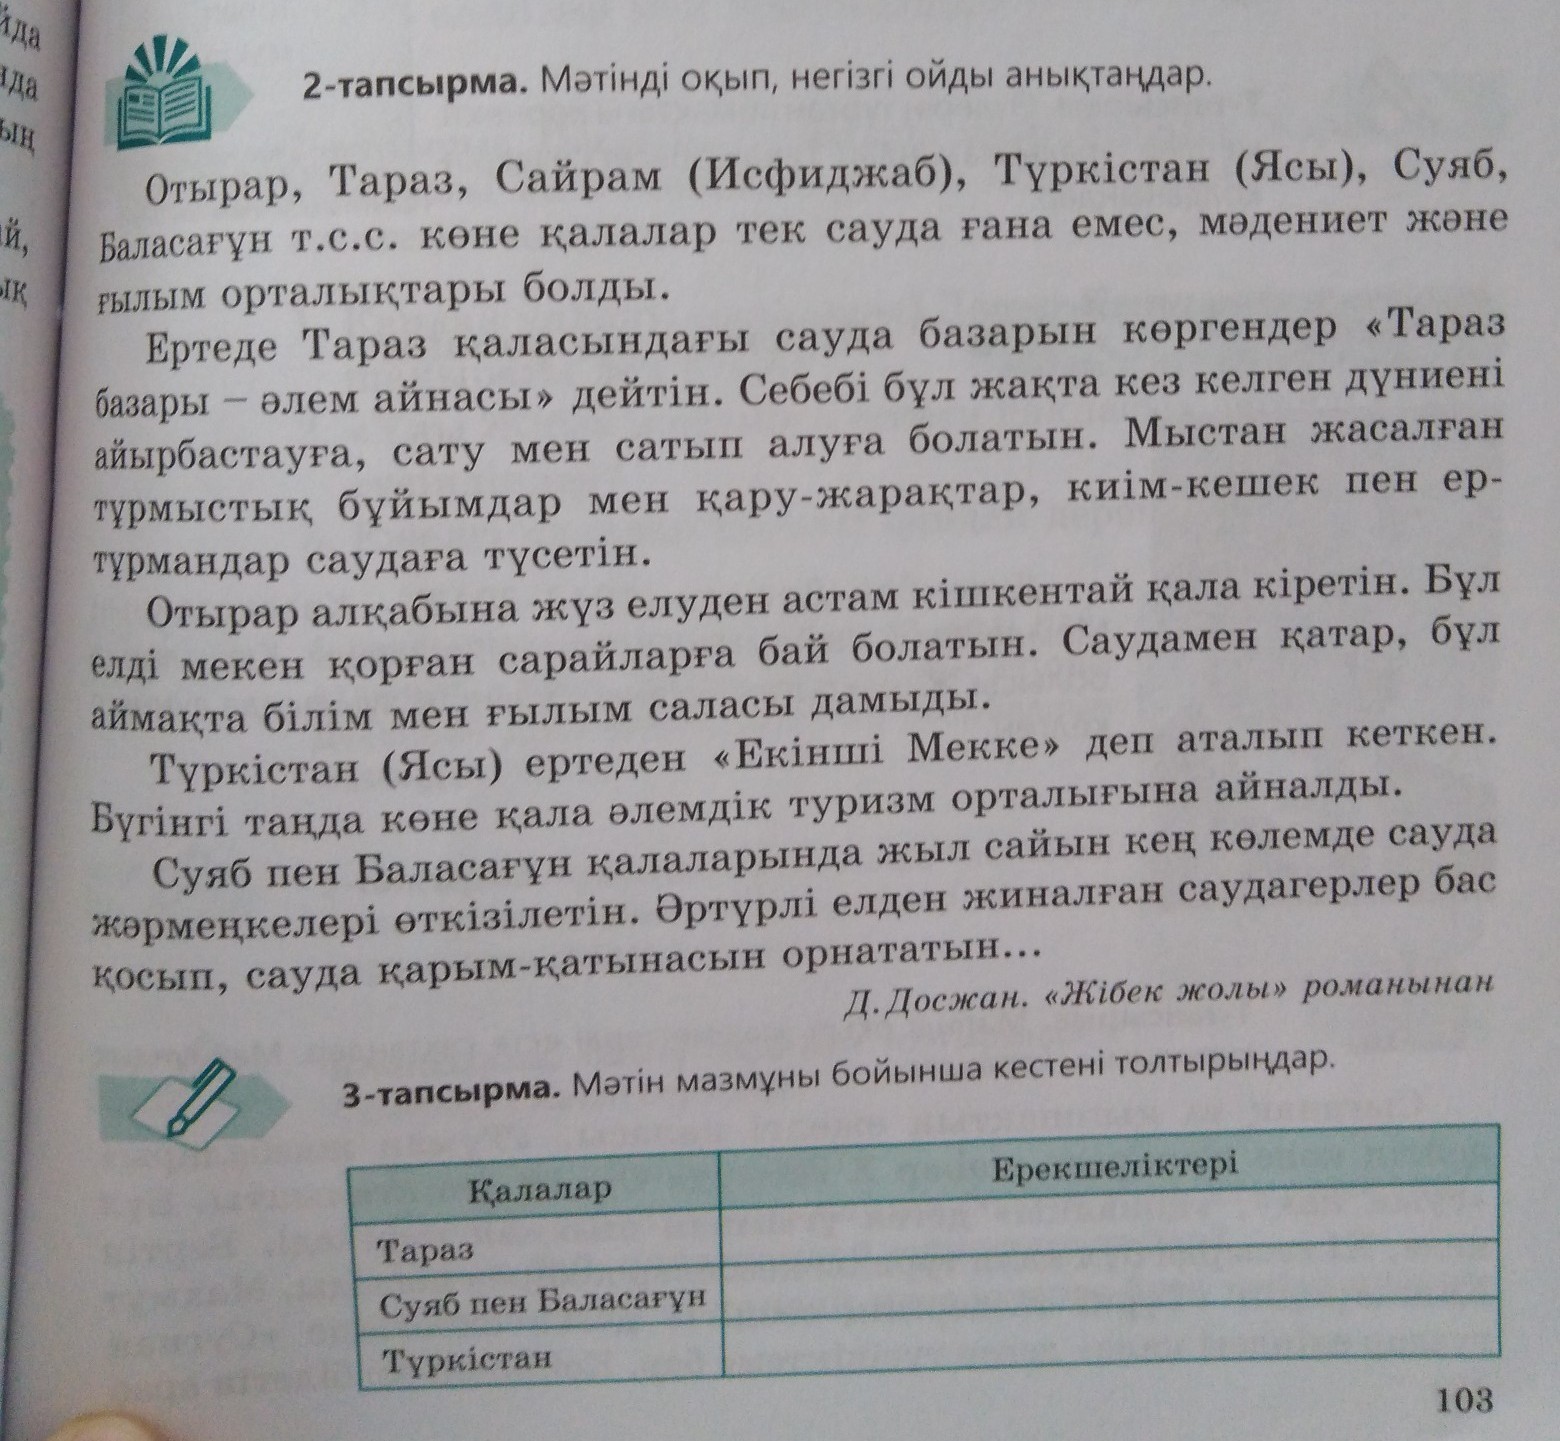 2-тапсырма. Мәтінді оқып, негізгі ойды анықтаңдар.
Отырар, Тараз, Сайрам (Исфиджаб), Түркістан (Ясы), Суяб,
Баласағұн т.с.с. көне қалалар тек сауда ғана емес, мәдениет және
ғылым орталықтары болды.
Ертеде Тараз қаласындағы сауда базарын көргендер «Тараз
базары – әлем айнасы» дейтін. Себебі бұл жақта кез келген дүниені
айырбастауға, сату мен сатып алуға болатын. Мыстан жасалған
тұрмыстық бұйымдар мен қару-жарақтар, киім-кешек пен ер-
тұрмандар саудаға түсетін.
Отырар алқабына жүз елуден астам кішкентай қала кіретін. Бұл
елді мекен қорған сарайларға бай болатын. Саудамен қатар, бұл
аймақта білім мен ғылым саласы дамыды.
Түркістан (Ясы) ертеден «Екінші Мекке» деп аталып кеткен.
Бүгінгі таңда көне қала әлемдік туризм орталығына айналды.
Суяб пен Баласағұн қалаларында жыл сайын кең көлемде сауда
жәрмеңкелері өткізілетін. Әртүрлі елден жиналған саудагерлер бас
қосып, сауда қарым-қатынасын орнататын...
Д.Досжан. «Жібек жолы» романынан
3-тапсырма. Мәтін мазмұны бойынша кестені толтырыңдар.
Қалалар Ерекшеліктері
Тараз
Суяб пен Баласағұн
Түркістан
103